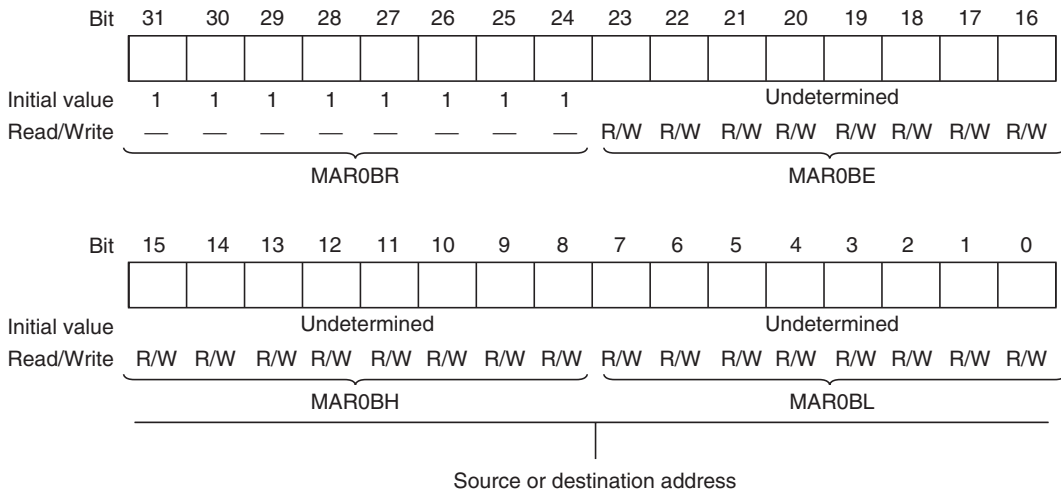 Bit 31 30 29 28 27 26 25 24 23 22 21 20 19 18 17 16
Initial value 1 1 1 1 1 1 1 1 Undetermined
Read/Write — — — — — — — — R/W R/W R/W R/W R/W R/W R/W R/W
MAR0BR MAR0BE
Bit 15 14 13 12 11 10 9 8 7 6 5 4 3 2 1 0
Initial value Undetermined Undetermined
Read/Write R/W R/W R/W R/W R/W R/W R/W R/W R/W R/W R/W R/W R/W R/W R/W R/W
MAR0BH MAR0BL
Source or destination address